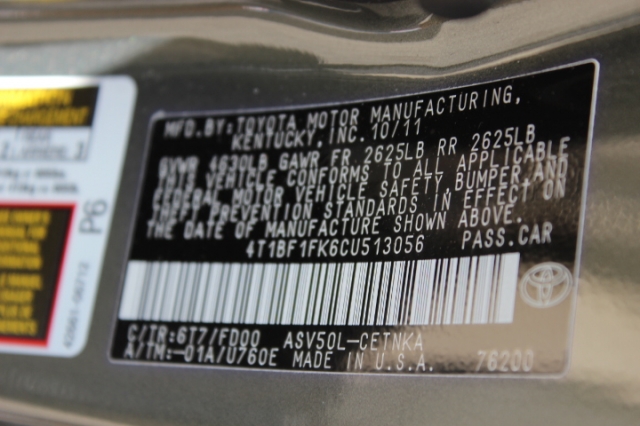 MFD. BY: TOYOTA MOTOR MANUFACTURING,
KENTUCKY, INC. 10/11
GVWR 4630LB GAWR FR 2625LB RR 2625LB
THIS VEHICLE CONFORMS TO ALL APPLICABLE
FEDERAL MOTOR VEHICLE SAFETY, BUMPER, AND
THEFT PREVENTION STANDARDS IN EFFECT ON
THE DATE OF MANUFACTURE SHOWN ABOVE.
4T1BF1FK6CU513056 PASS.CAR
C/TR:6T7/FD00 ASV50L-CETNKA
A/TM:-01A/U760E MADE IN U.S.A. 76200
P6